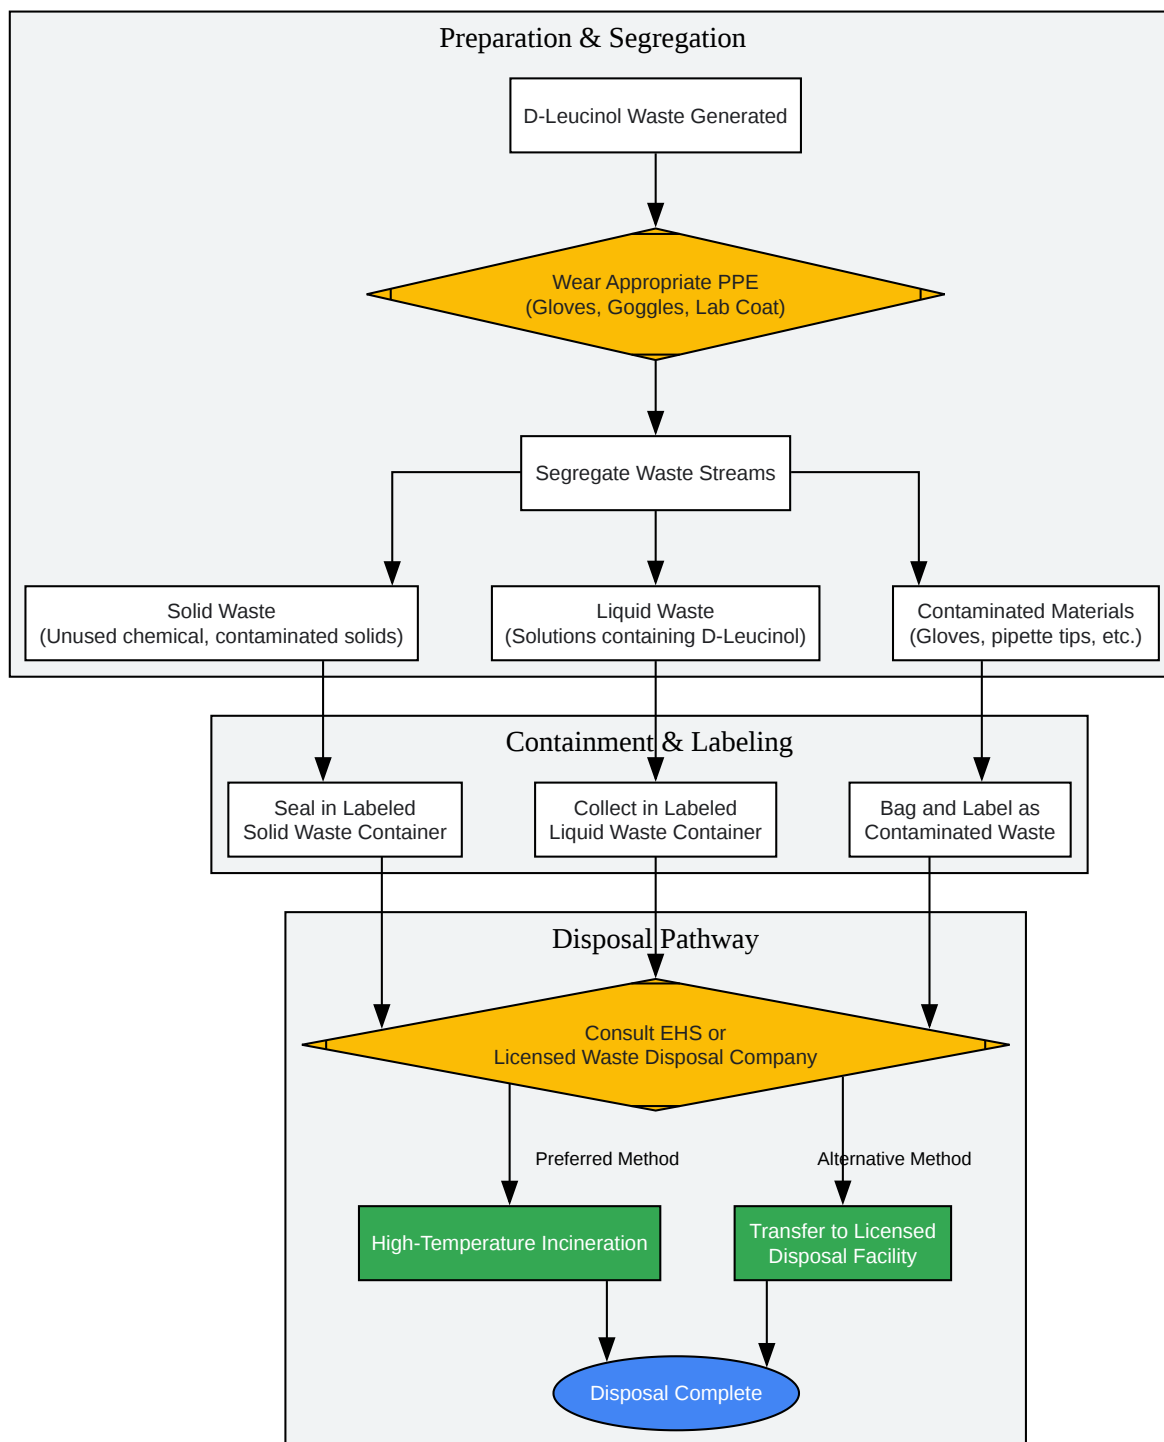 Preparation & Segregation
D-Leucinol Waste Generated
Wear Appropriate PPE
(Gloves, Goggles, Lab Coat)
Segregate Waste Streams
Solid Waste
(Unused chemical, contaminated solids)
Liquid Waste
(Solutions containing D-Leucinol)
Contaminated Materials
(Gloves, pipette tips, etc.)
Containment & Labeling
Seal in Labeled
Solid Waste Container
Collect in Labeled
Liquid Waste Container
Bag and Label as
Contaminated Waste
Disposal Pathway
Consult EHS or
Licensed Waste Disposal Company
Preferred Method
Alternative Method
High-Temperature Incineration
Transfer to Licensed
Disposal Facility
Disposal Complete